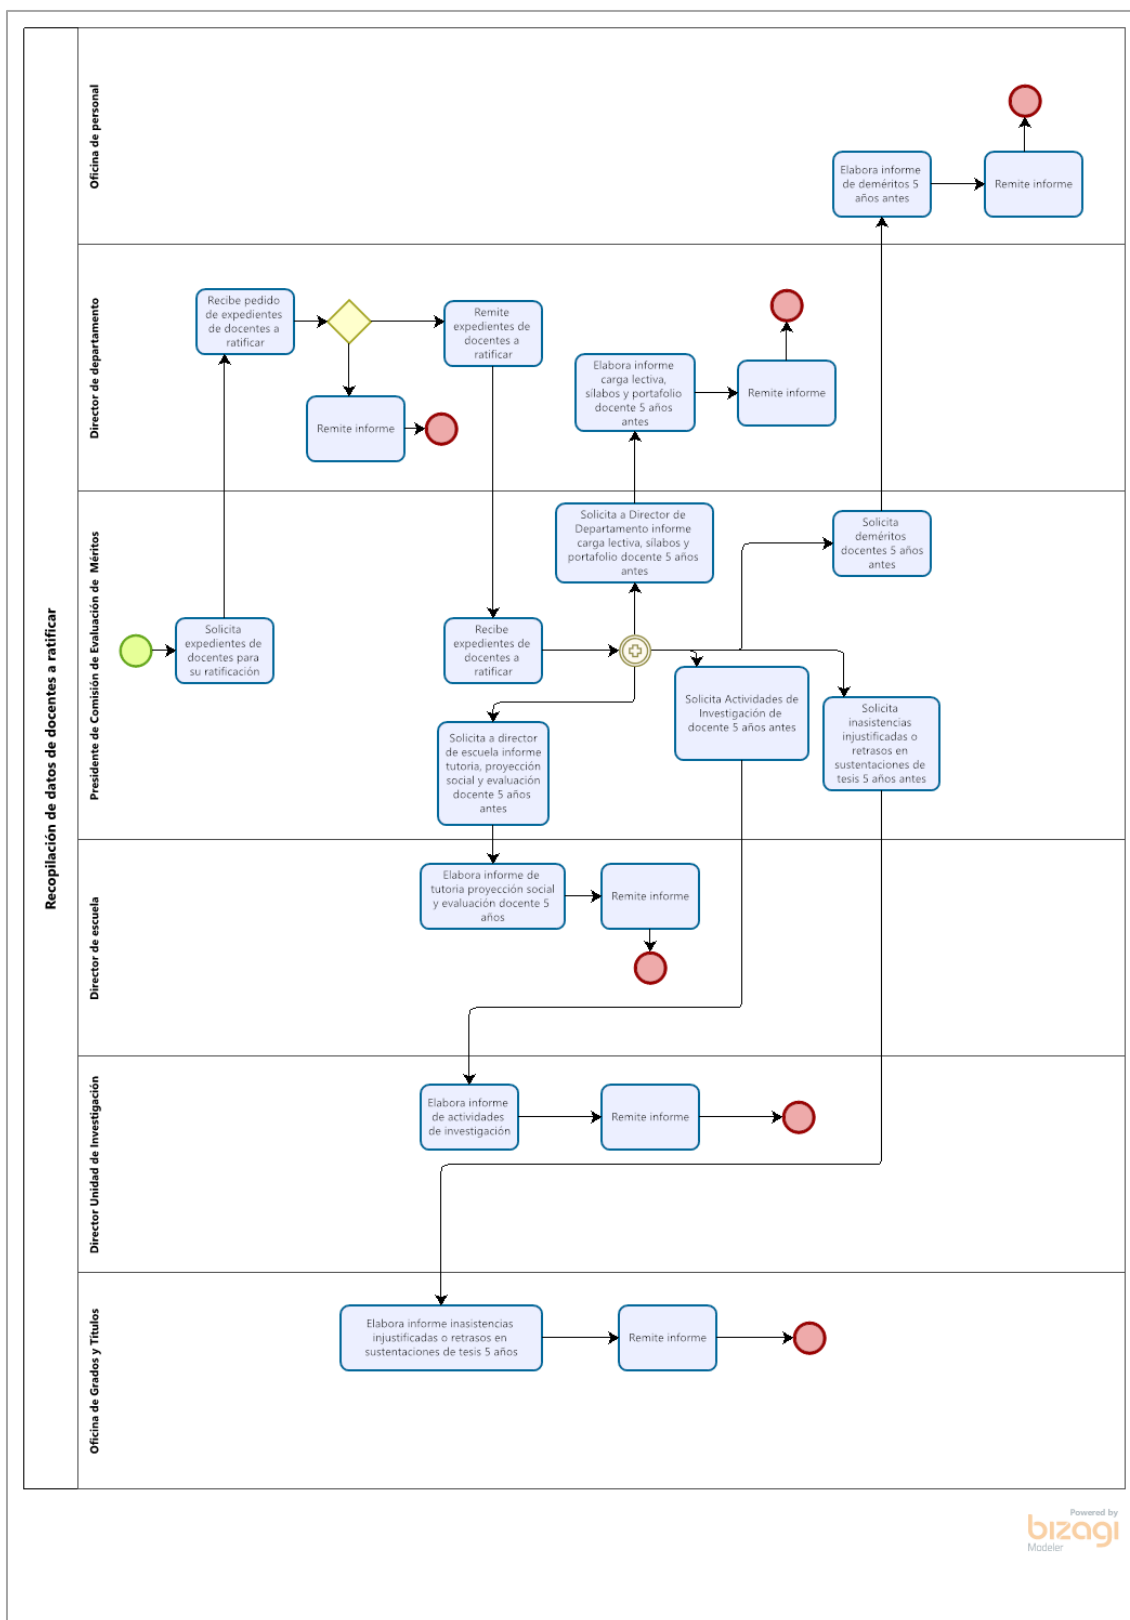 Recopilación de datos de docentes a ratificar
Oficina de personal
Elabora informe
de deméritos 5
años antes
Remite informe
Director de departamento
Recibe pedido
de expedientes
de docentes a
ratificar
Remite
expedientes de
docentes a
ratificar
Remite informe
Elabora informe
carga lectiva,
sílabos y portafolio
docente 5 años
antes
Remite informe
Presidente de Comisión de Evaluación de Méritos
Solicita
expedientes de
docentes para
su ratificación
Recibe
expedientes de
docentes a
ratificar
Solicita a Director de
Departamento informe
carga lectiva, sílabos y
portafolio docente 5 años
antes
Solicita
deméritos
docentes 5 años
antes
Solicita a director
de escuela informe
tutoria, proyección
social y evaluación
docente 5 años
antes
Solicita Actividades de
Investigación de
docente 5 años antes
Solicita
inasistencias
injustificadas o
retrasos en
sustentaciones de
tesis 5 años antes
Director de escuela
Elabora informe de
tutoria proyección social
y evaluación docente 5
años
Remite informe
Director Unidad de Investigación
Elabora informe
de actividades
de investigación
Remite informe
Oficina de Grados y Títulos
Elabora informe inasistencias
injustificadas o retrasos en
sustentaciones de tesis 5 años
Remite informe
Powered by
bizagi
Modeler